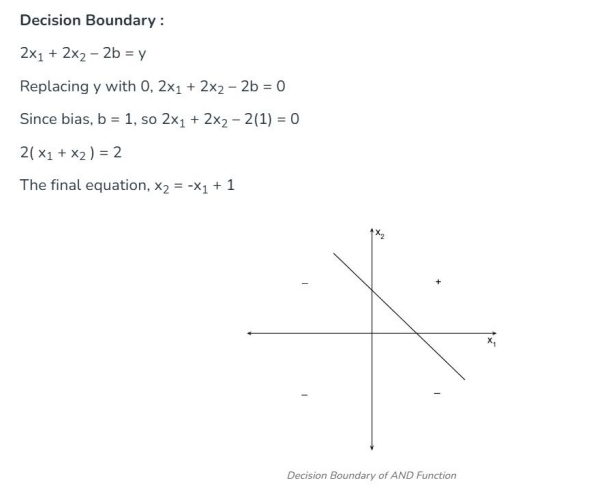 Decision Boundary :
2x₁ + 2x₂ – 2b = y
Replacing y with 0, 2x₁ + 2x₂ – 2b = 0
Since bias, b = 1, so 2x₁ + 2x₂ – 2(1) = 0
2( x₁ + x₂ ) = 2
The final equation, x₂ = -x₁ + 1
x₂
– +
x₁
– –
Decision Boundary of AND Function